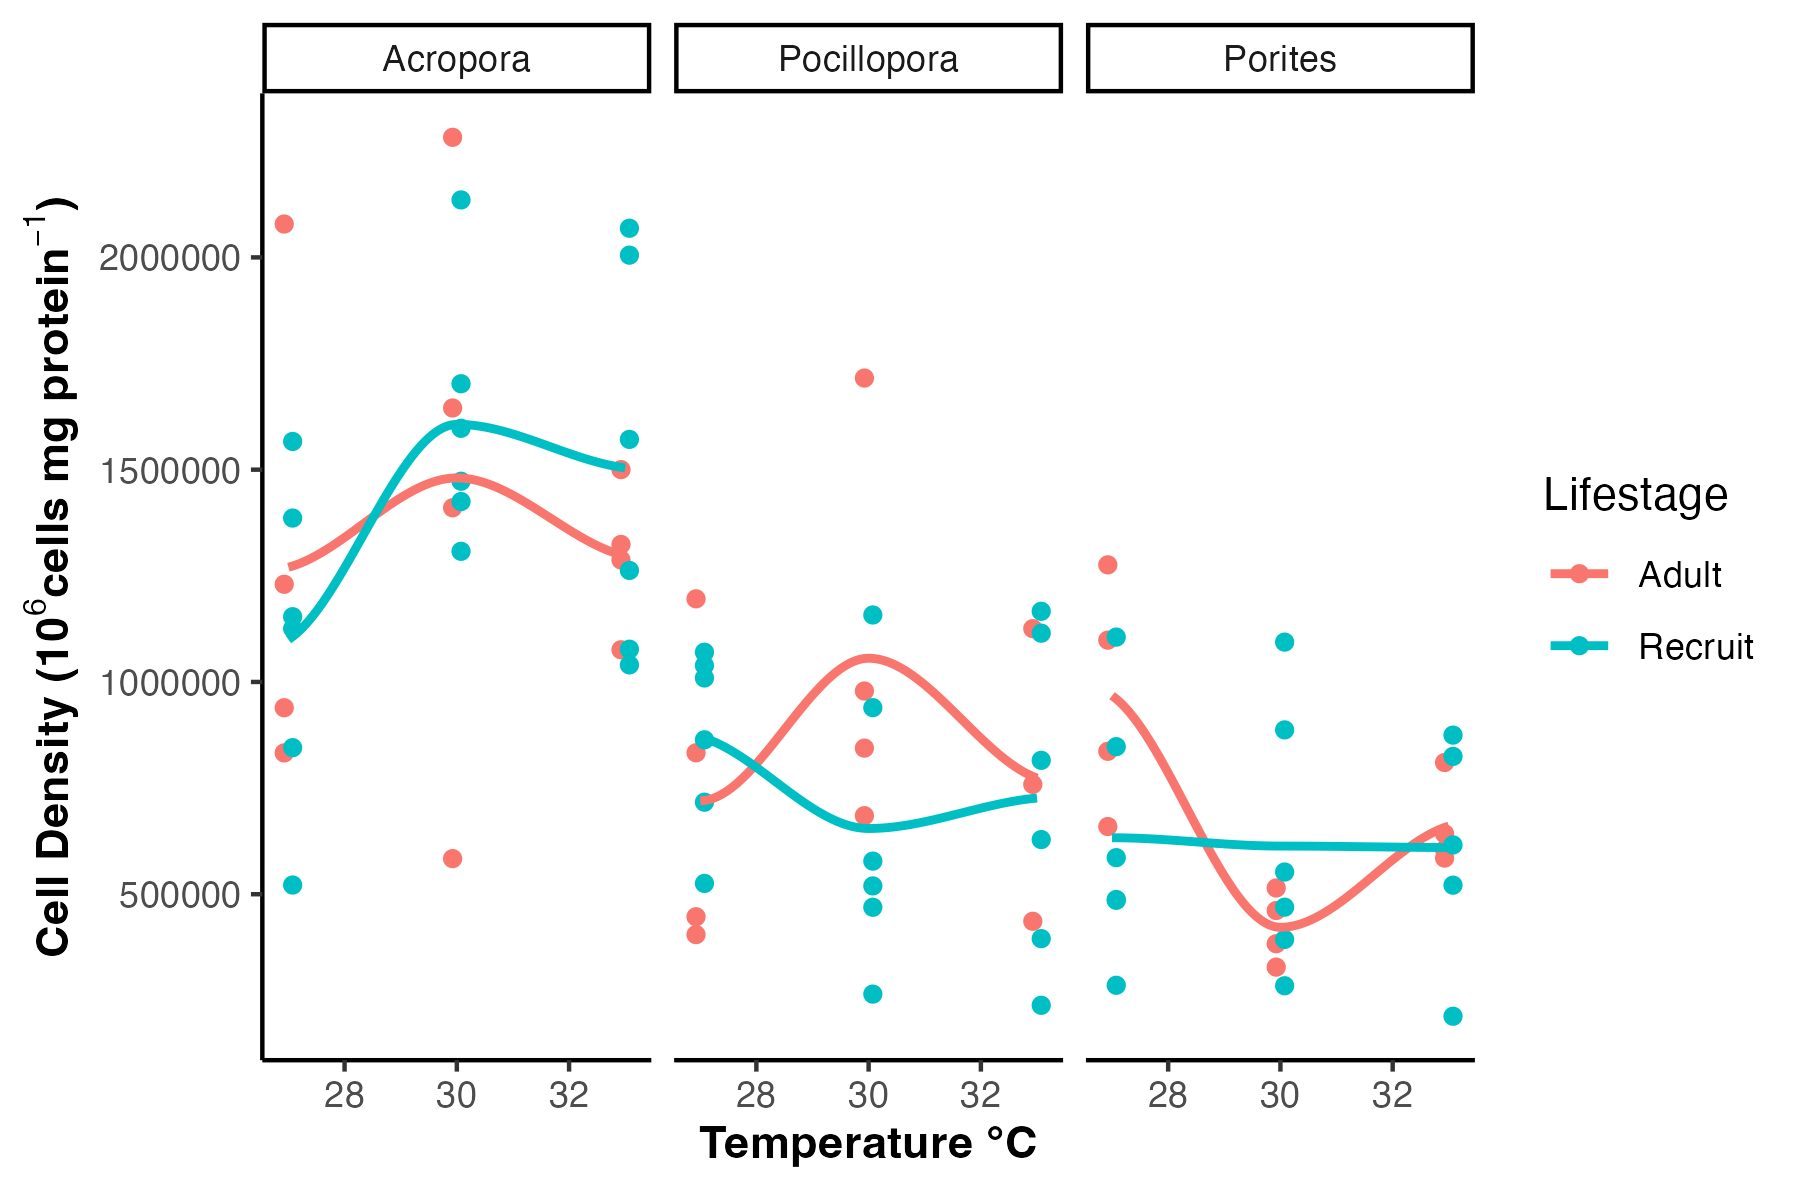 Acropora Pocillopora Porites
Cell Density (10⁶cells mg protein⁻¹)
2000000
1500000
1000000
500000
28 30 32 28 30 32 28 30 32
Temperature °C
Lifestage
Adult
Recruit